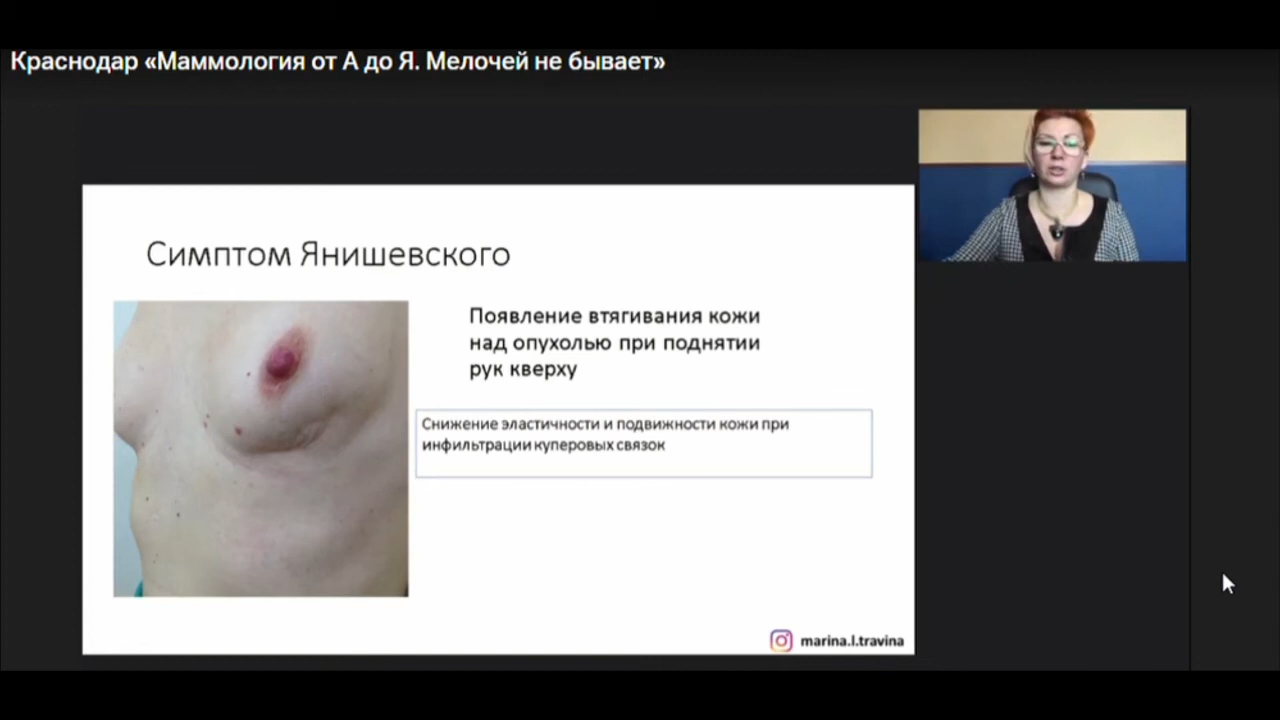 Краснодар «Маммология от А до Я. Мелочей не бывает»
Симптом Янишевского
Появление втягивания кожи
над опухолью при поднятии
рук кверху
Снижение эластичности и подвижности кожи при
инфильтрации куперовых связок
marina.l.travina